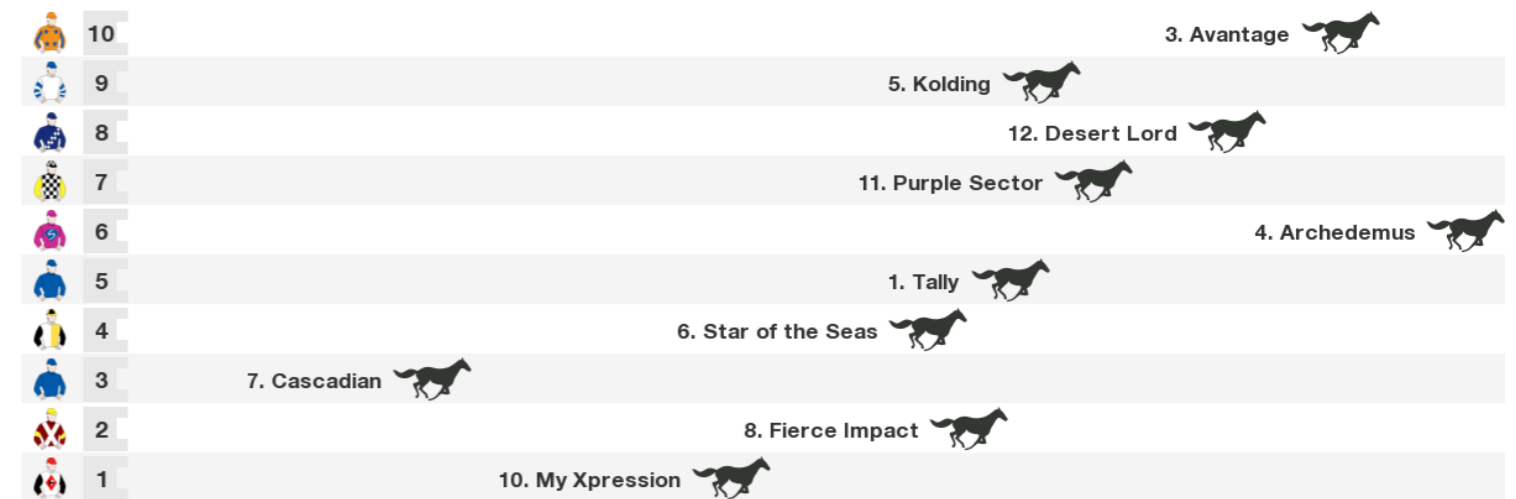 10 3. Avantage
9 5. Kolding
8 12. Desert Lord
7 11. Purple Sector
6 4. Archedemus
5 1. Tally
4 6. Star of the Seas
3 7. Cascadian
2 8. Fierce Impact
1 10. My Xpression